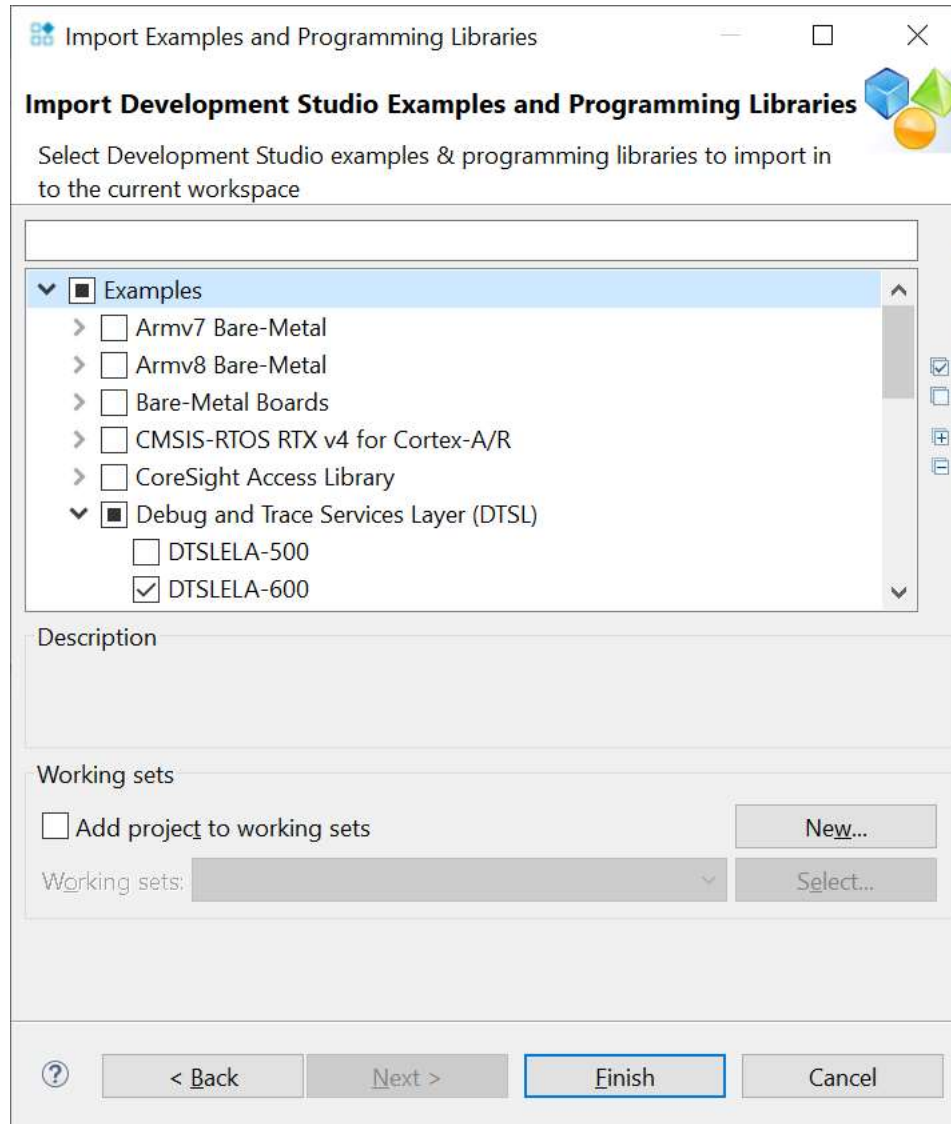 Import Examples and Programming Libraries
Import Development Studio Examples and Programming Libraries
Select Development Studio examples & programming libraries to import in
to the current workspace
Examples
Armv7 Bare-Metal
Armv8 Bare-Metal
Bare-Metal Boards
CMSIS-RTOS RTX v4 for Cortex-A/R
CoreSight Access Library
Debug and Trace Services Layer (DTSL)
DTSLELA-500
DTSLELA-600
Description
Working sets
Add project to working sets
New...
Working sets:
Select...
?
< Back
Next >
Finish
Cancel